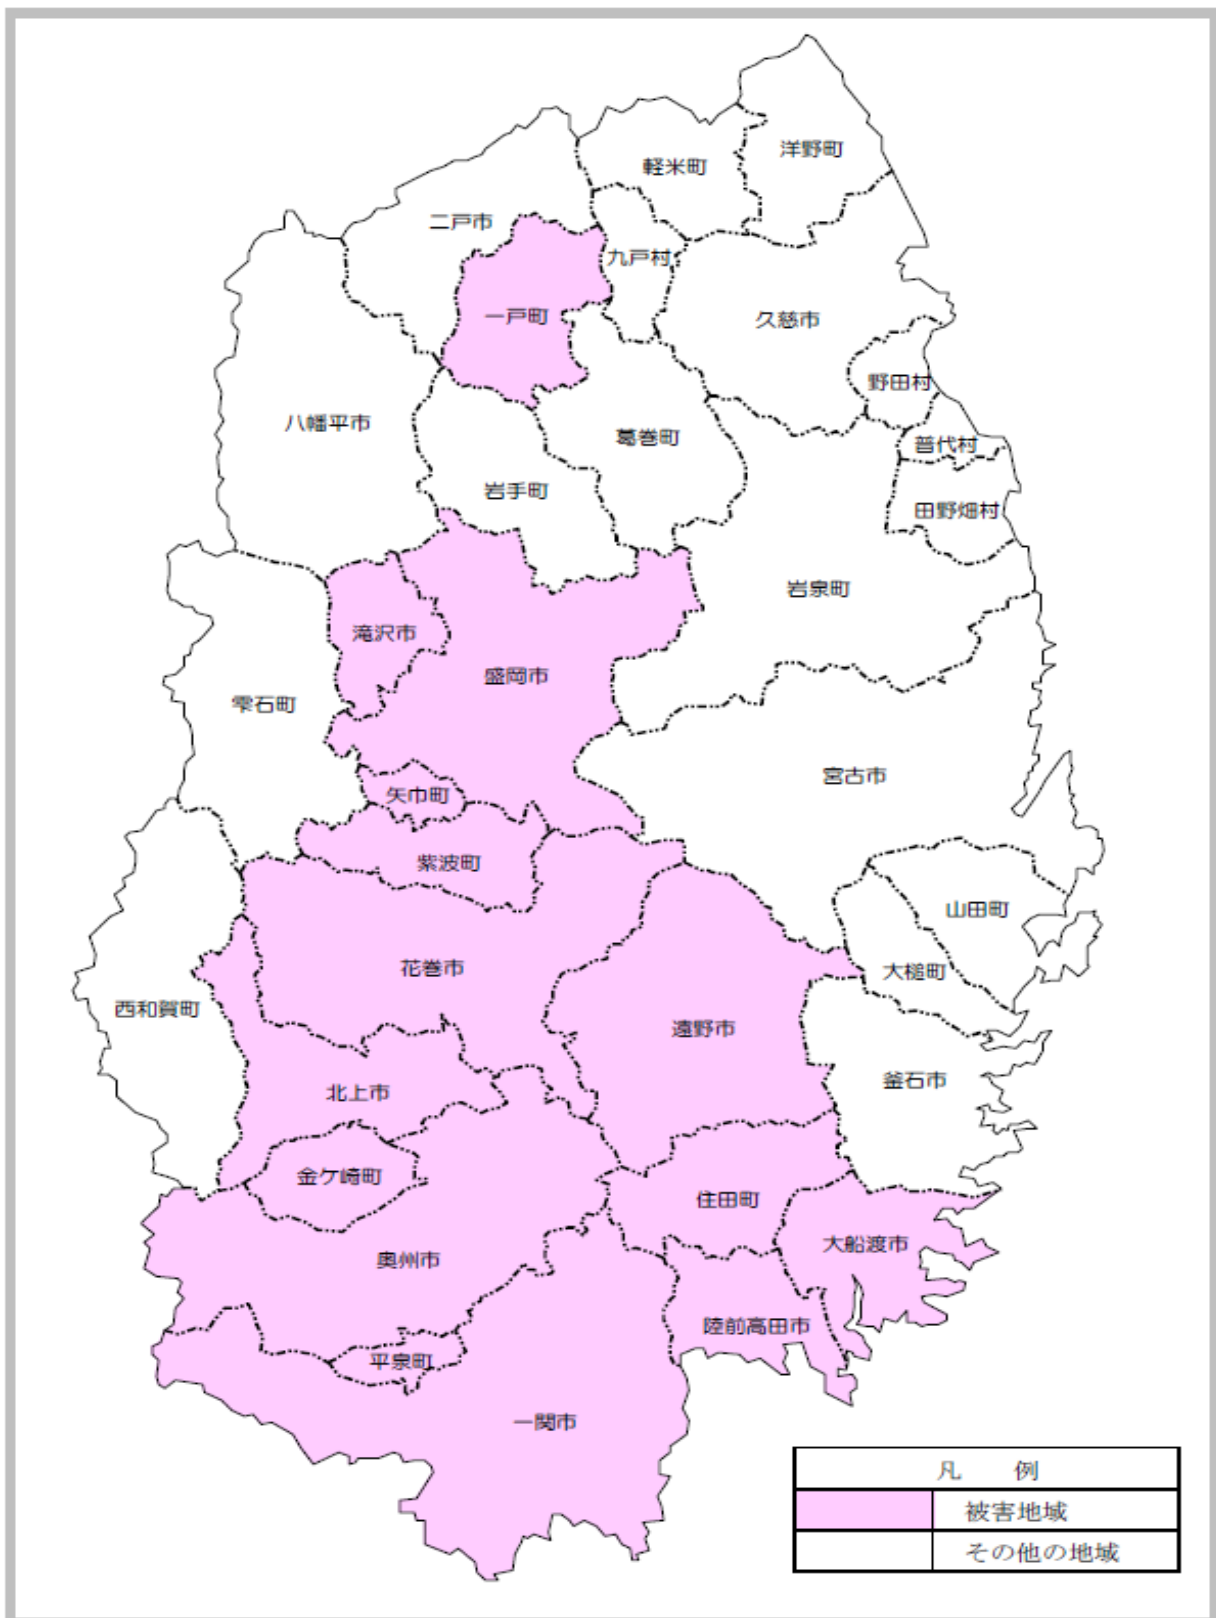 洋野町
軽米町
二戸市
九戸村
一戸町
久慈市
野田村
八幡平市
葛巻町
普代村
岩手町
田野畑村
岩泉町
滝沢市
盛岡市
雫石町
宮古市
矢巾町
紫波町
山田町
花巻市
大槌町
西和賀町
遠野市
釜石市
北上市
金ケ崎町
住田町
大船渡市
奥州市
陸前高田市
平泉町
一関市
凡 例
被害地域
その他の地域